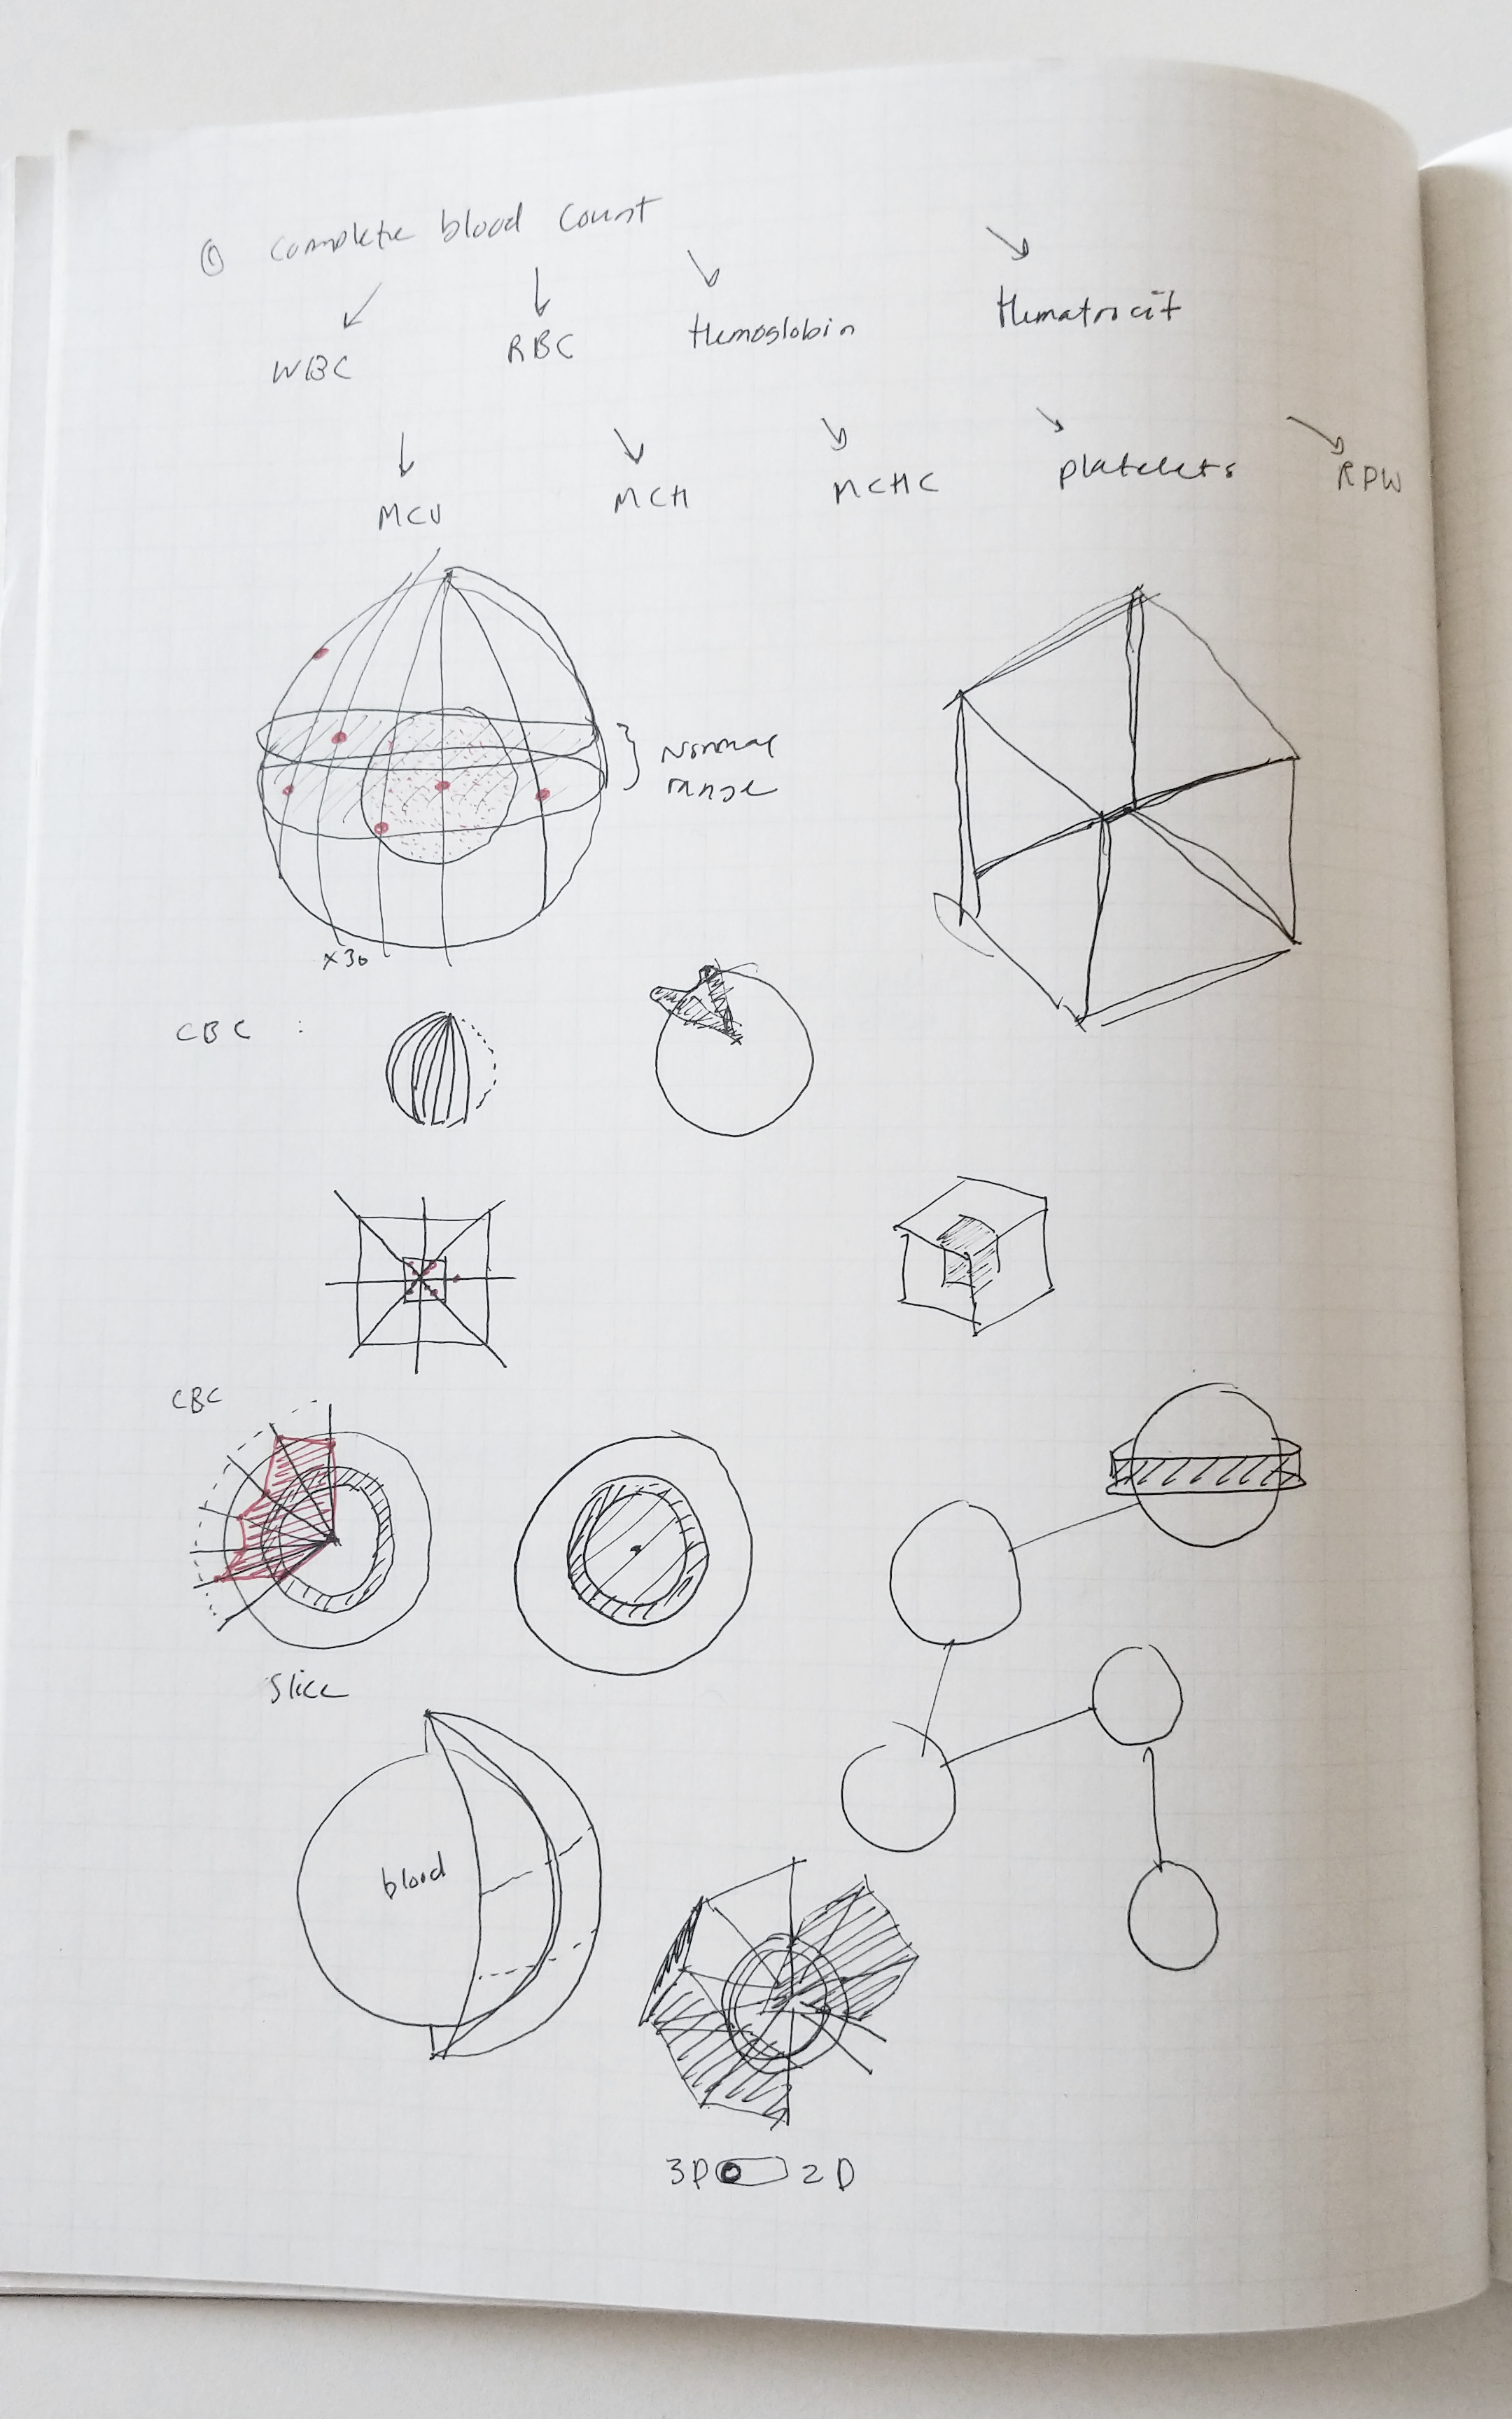 ① Complete blood count
WBC RBC Hemoglobin Hematrocit
MCV MCH MCHC platelets RDW
Normal
range
x30
CBC :
CBC
Slice
blood
3D 2D